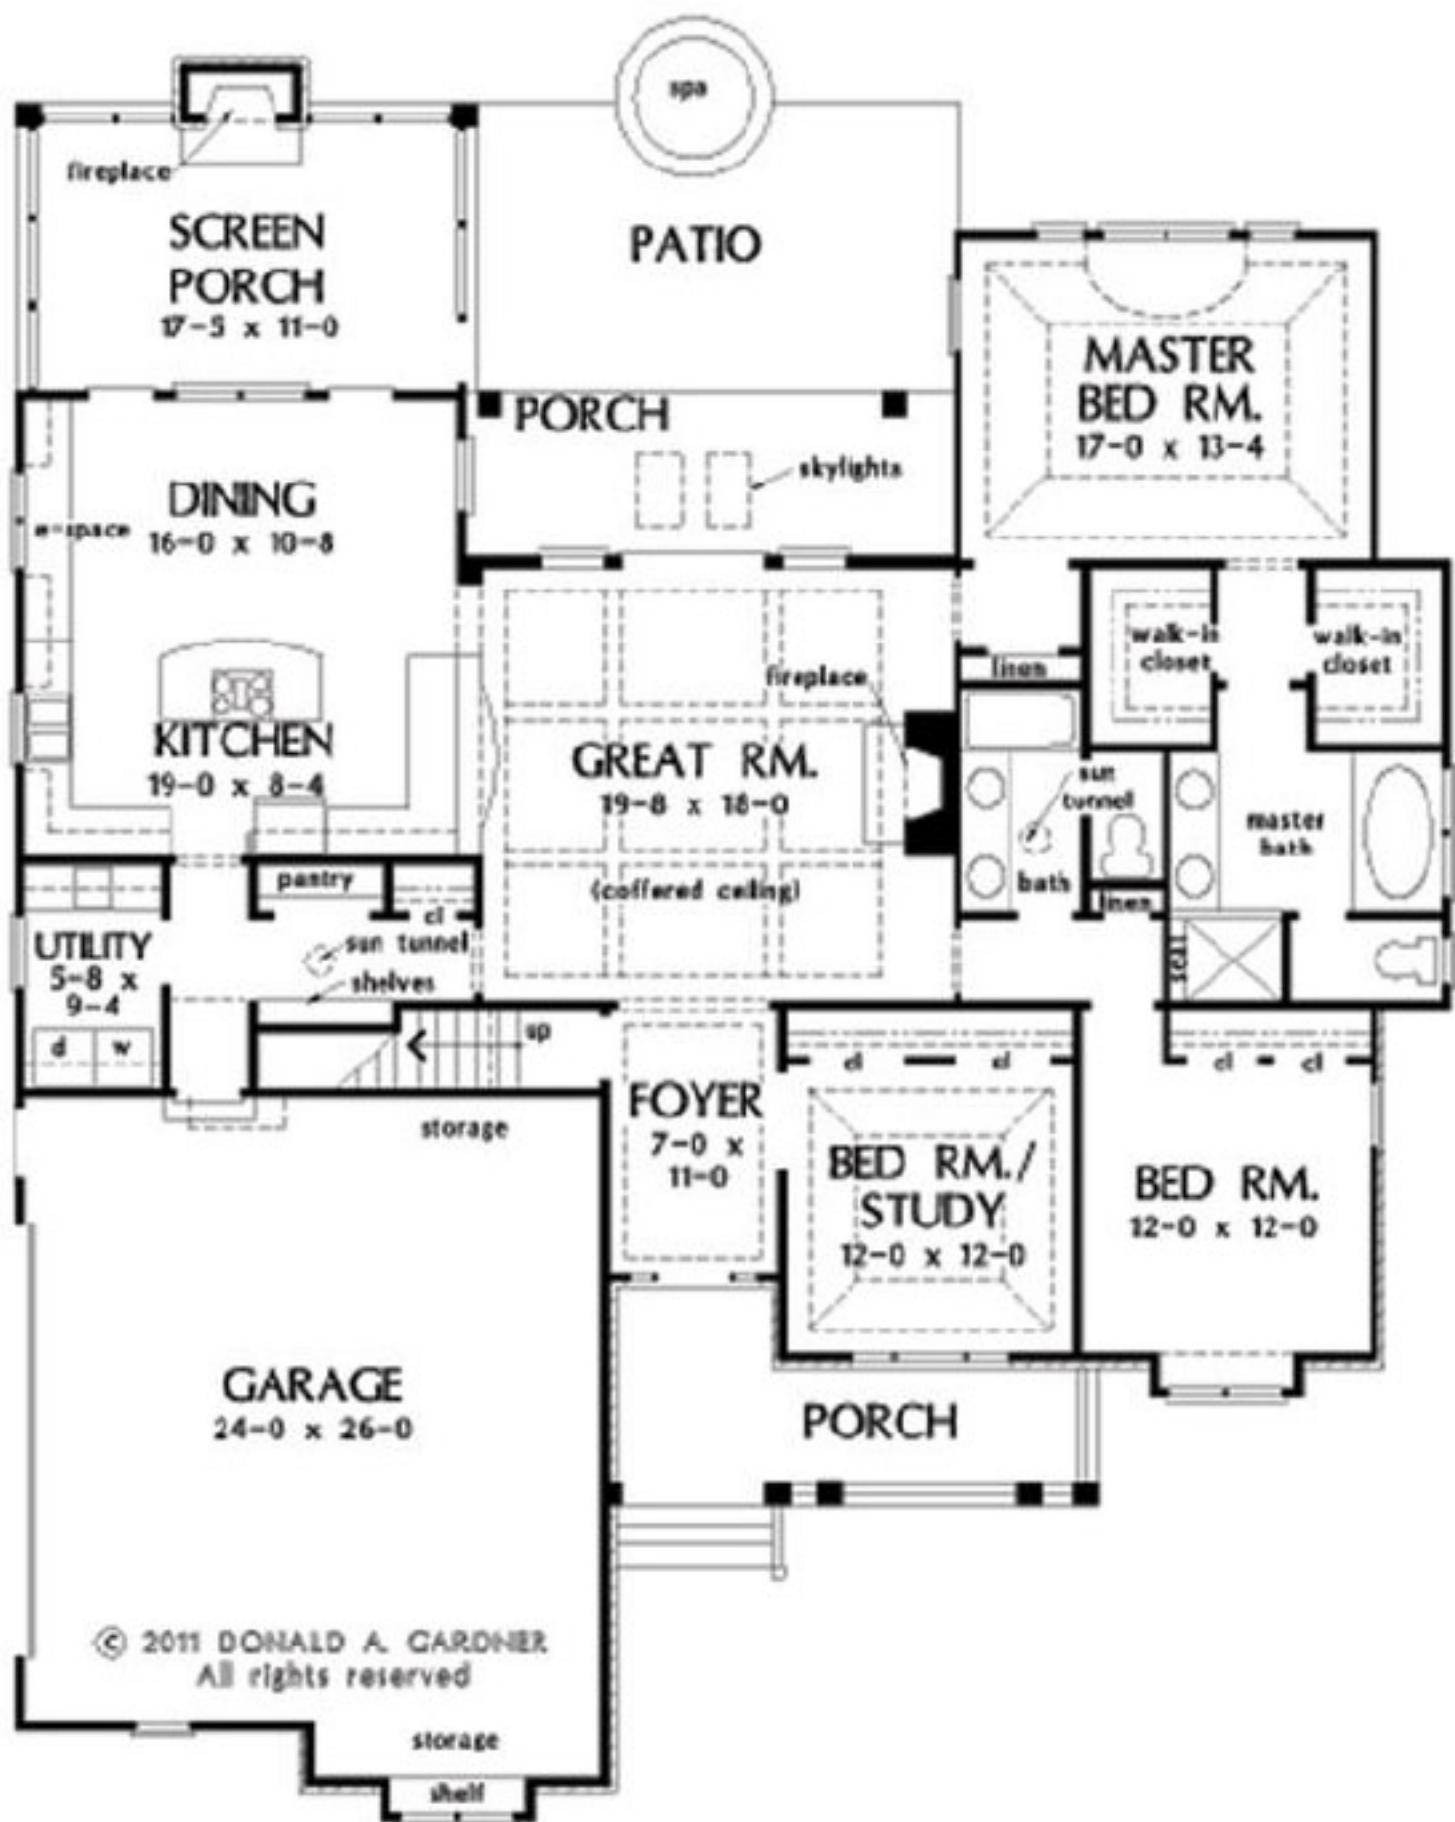 spa
fireplace
SCREEN
PORCH
17-5 x 11-0
PATIO
MASTER
BED RM.
17-0 x 13-4
PORCH
skylights
DINING
16-0 x 10-8
e-space
walk-in
closet
walk-in
closet
linen
fireplace
KITCHEN
19-0 x 8-4
GREAT RM.
19-8 x 18-0
(coffered ceiling)
sun
tunnel
master
bath
bath
linen
pantry
cl
UTILITY
5-8 x
9-4
sun tunnel
shelves
seat
d
w
up
cl
cl
cl
cl
FOYER
7-0 x
11-0
storage
BED RM./
STUDY
12-0 x 12-0
BED RM.
12-0 x 12-0
GARAGE
24-0 x 26-0
PORCH
© 2011 DONALD A. GARDNER
All rights reserved
storage
shelf